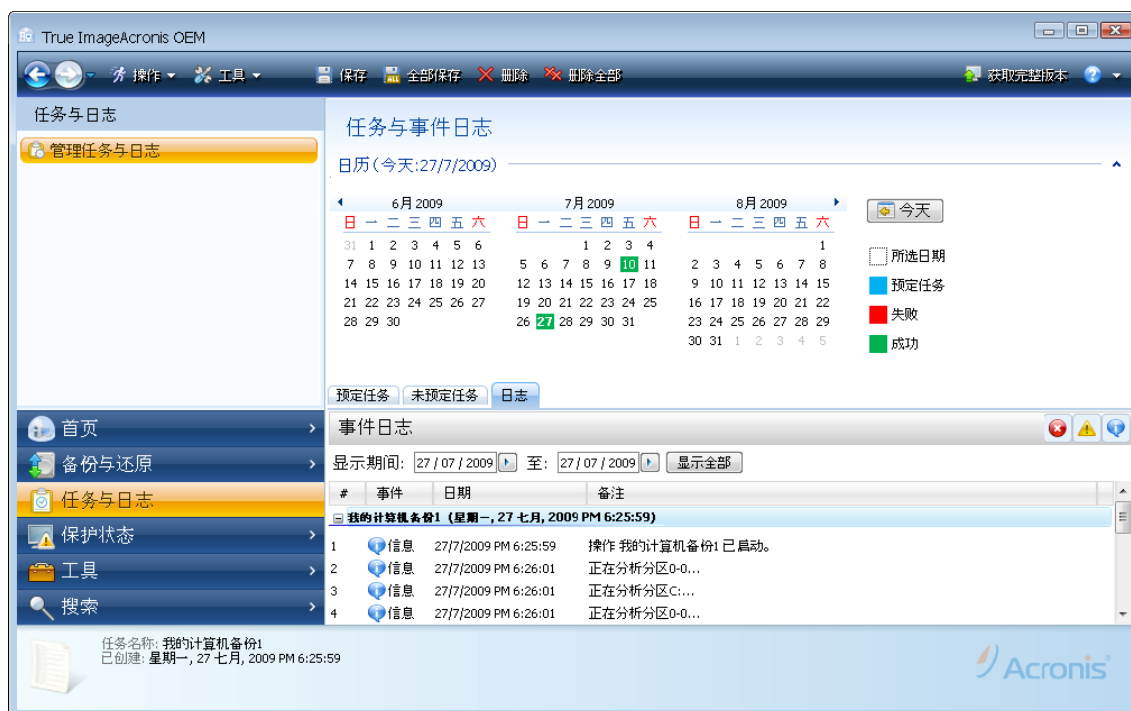 True ImageAcronis OEM
操作 工具 保存 全部保存 删除 删除全部 获取完整版本
任务与日志
管理任务与日志
任务与事件日志
日历(今天:27/7/2009)
6月 2009 7月 2009 8月 2009
今天
日 一 二 三 四 五 六 日 一 二 三 四 五 六 日 一 二 三 四 五 六
31 1 2 3 4 5 6 1 2 3 4 1
所选日期
7 8 9 10 11 12 13 5 6 7 8 9 10 11 2 3 4 5 6 7 8
14 15 16 17 18 19 20 12 13 14 15 16 17 18 9 10 11 12 13 14 15
预定任务
21 22 23 24 25 26 27 19 20 21 22 23 24 25 16 17 18 19 20 21 22
失败
28 29 30 26 27 28 29 30 31 23 24 25 26 27 28 29
30 31 1 2 3 4 5
成功
预定任务 未预定任务 日志
首页
备份与还原
任务与日志
保护状态
工具
搜索
事件日志
显示期间: 27 / 07 / 2009 至: 27 / 07 / 2009 显示全部
# 事件 日期 备注
我的计算机备份1 (星期一, 27 七月, 2009 PM 6:25:59)
1 信息 27/7/2009 PM 6:25:59 操作 我的计算机备份1 已启动。
2 信息 27/7/2009 PM 6:26:01 正在分析分区0-0...
3 信息 27/7/2009 PM 6:26:01 正在分析分区C:...
4 信息 27/7/2009 PM 6:26:01 正在分析分区0-0...
任务名称: 我的计算机备份1
已创建: 星期一, 27 七月, 2009 PM 6:25:59
Acronis